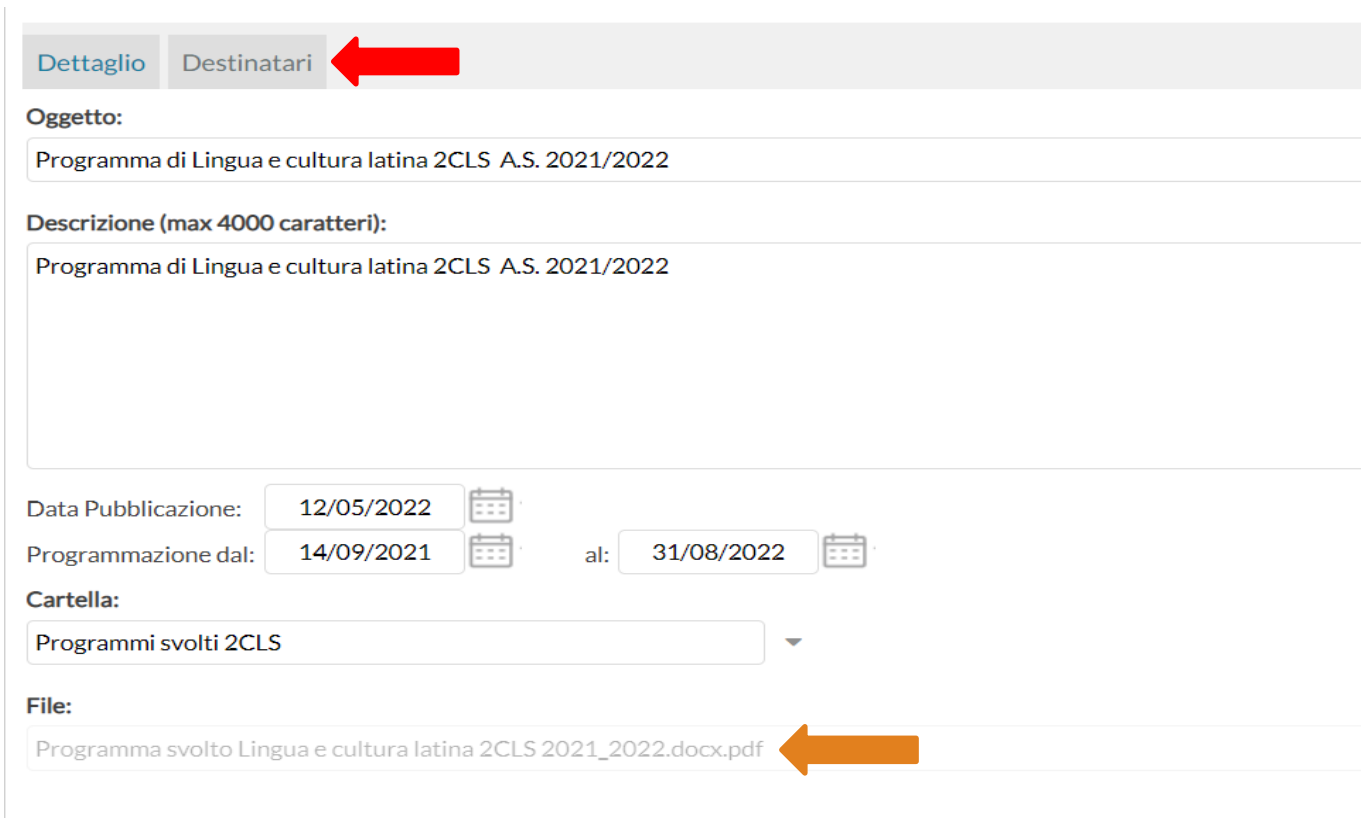 Dettaglio Destinatari
Oggetto:
Programma di Lingua e cultura latina 2CLS A.S. 2021/2022
Descrizione (max 4000 caratteri):
Programma di Lingua e cultura latina 2CLS A.S. 2021/2022
Data Pubblicazione: 12/05/2022
Programmazione dal: 14/09/2021 al: 31/08/2022
Cartella:
Programmi svolti 2CLS
File:
Programma svolto Lingua e cultura latina 2CLS 2021_2022.docx.pdf